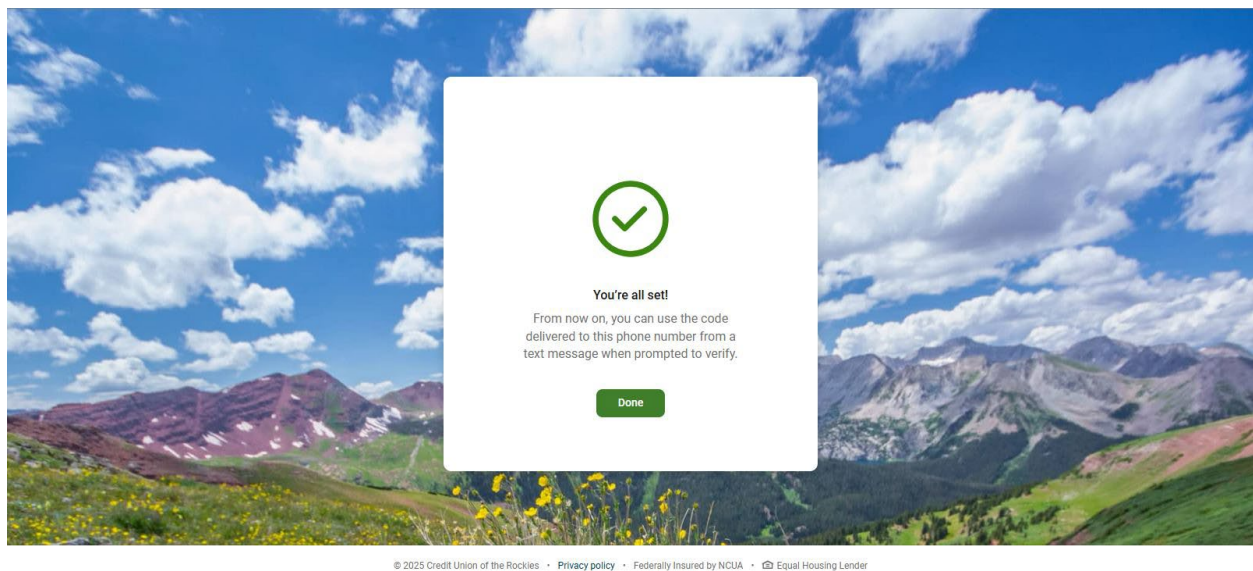 You're all set!
From now on, you can use the code
delivered to this phone number from a
text message when prompted to verify.
Done
© 2025 Credit Union of the Rockies • Privacy policy • Federally Insured by NCUA • Equal Housing Lender